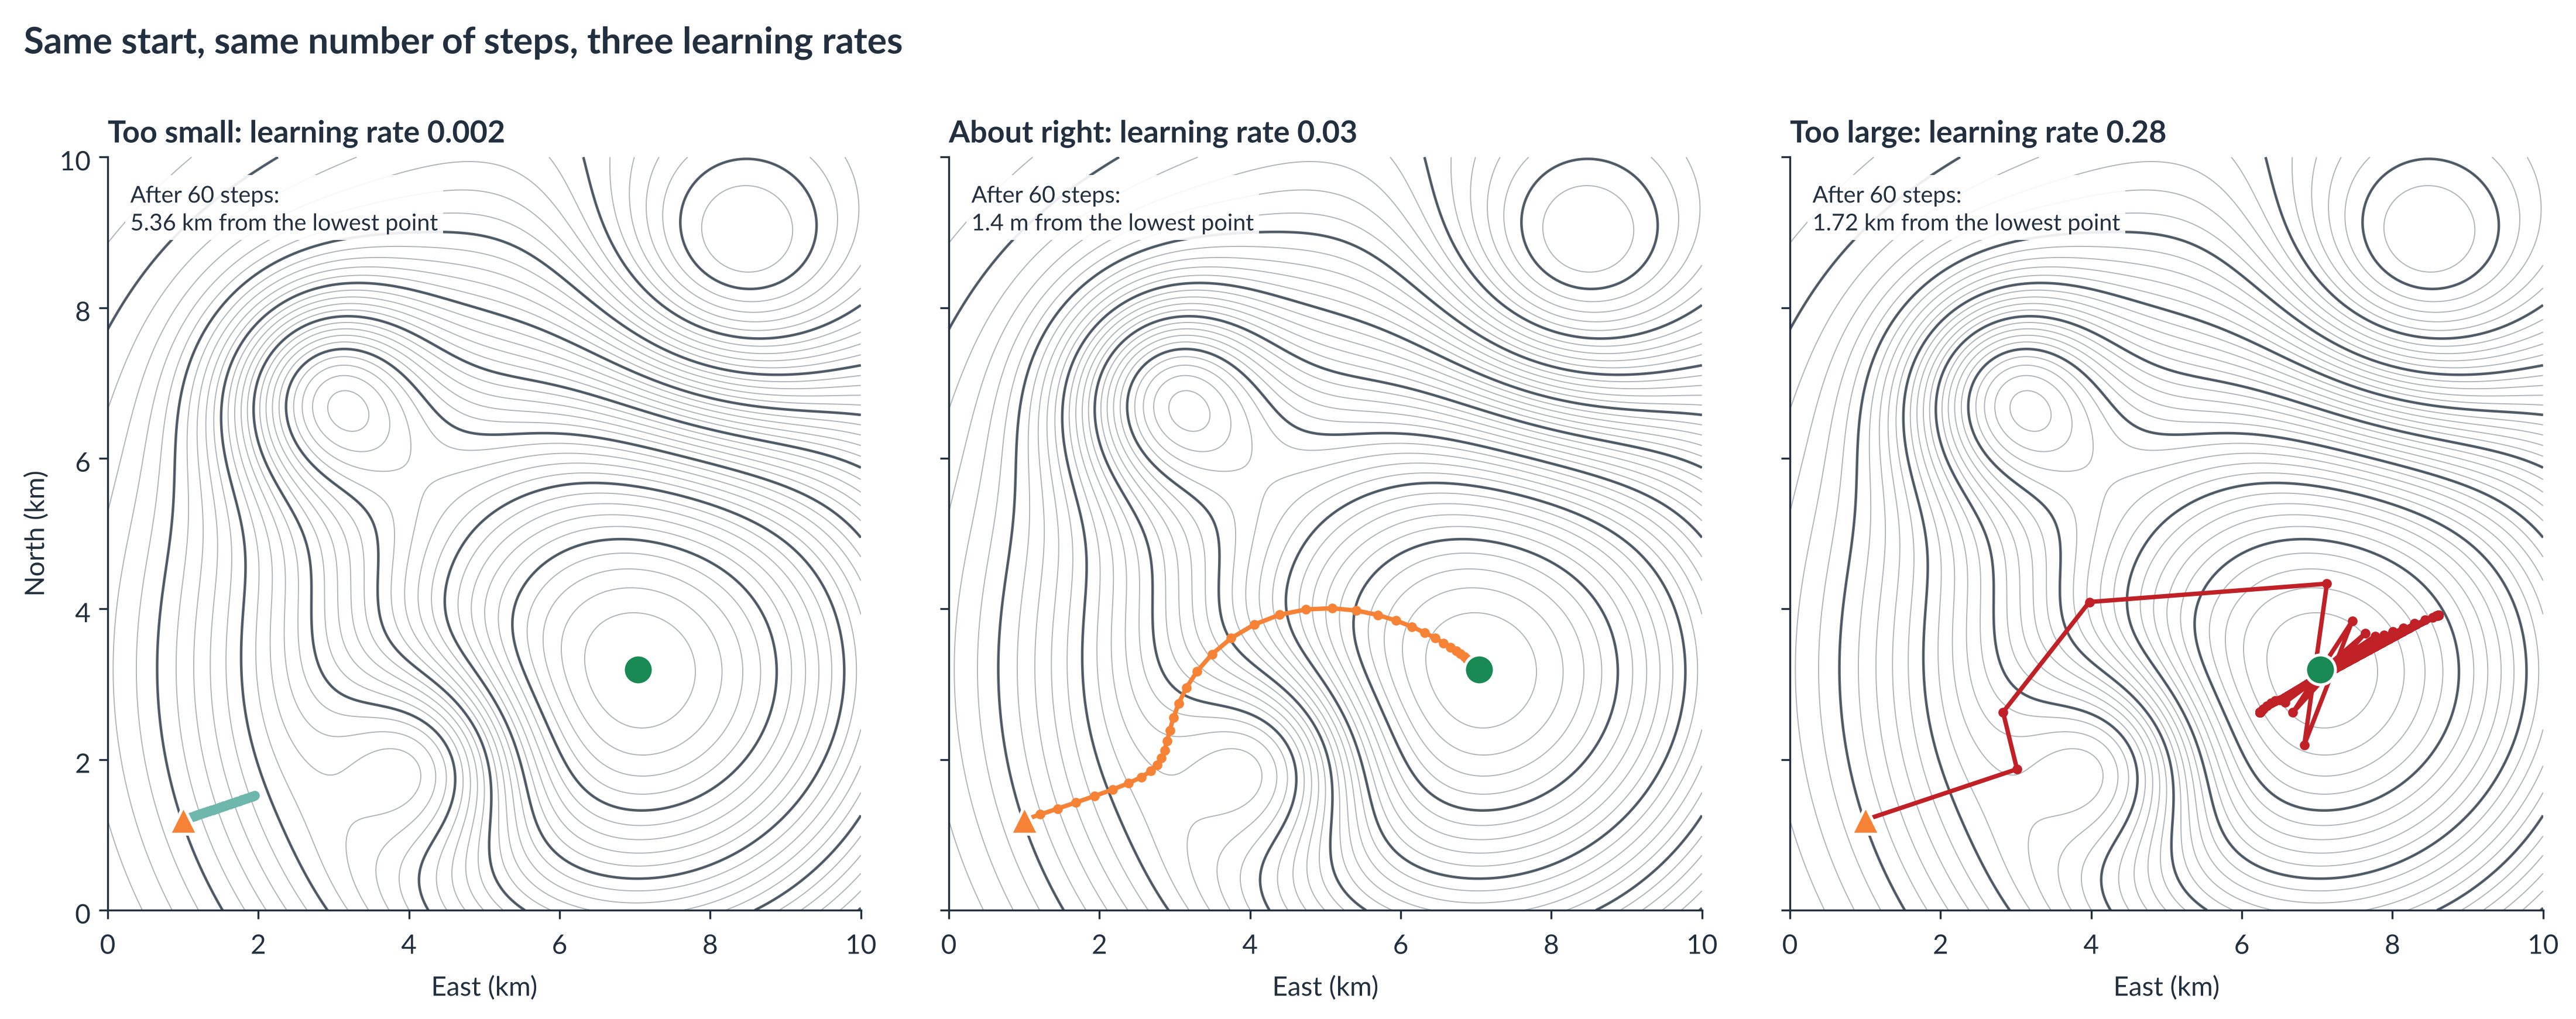 Same start, same number of steps, three learning rates
Too small: learning rate 0.002
After 60 steps:
5.36 km from the lowest point
10
8
6
4
2
0
North (km)
0 2 4 6 8 10
East (km)
About right: learning rate 0.03
After 60 steps:
1.4 m from the lowest point
0 2 4 6 8 10
East (km)
Too large: learning rate 0.28
After 60 steps:
1.72 km from the lowest point
0 2 4 6 8 10
East (km)